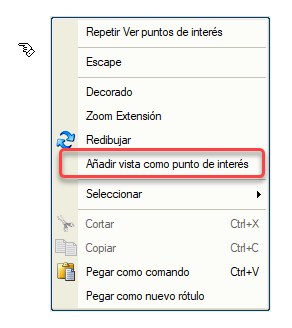 Repetir Ver puntos de interés
Escape
Decorado
Zoom Extensión
Redibujar
Añadir vista como punto de interés
Seleccionar
Cortar Ctrl+X
Copiar Ctrl+C
Pegar como comando Ctrl+V
Pegar como nuevo rótulo